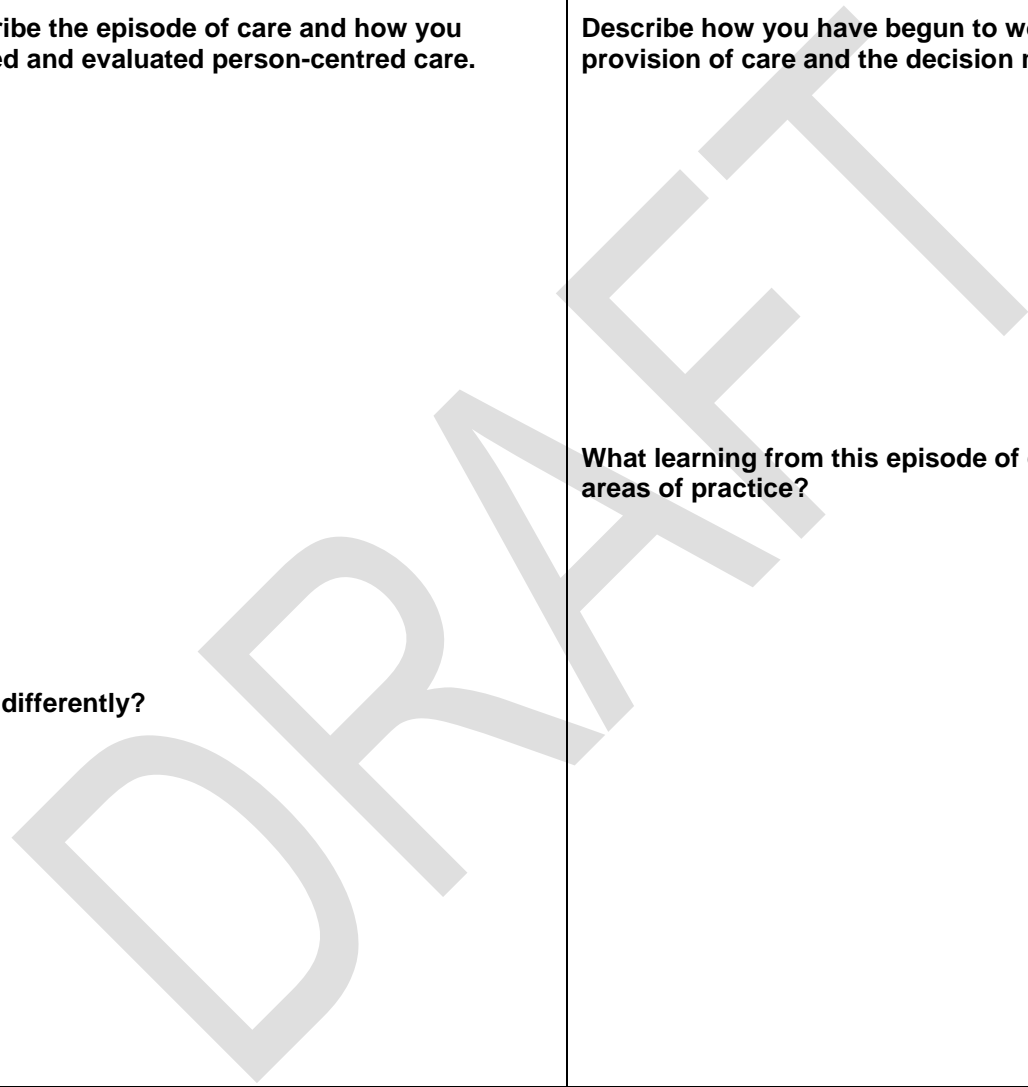 ribe the episode of care and how you
ed and evaluated person-centred care.
differently?
Describe how you have begun to we
provision of care and the decision
What learning from this episode of
areas of practice?
DRAFT